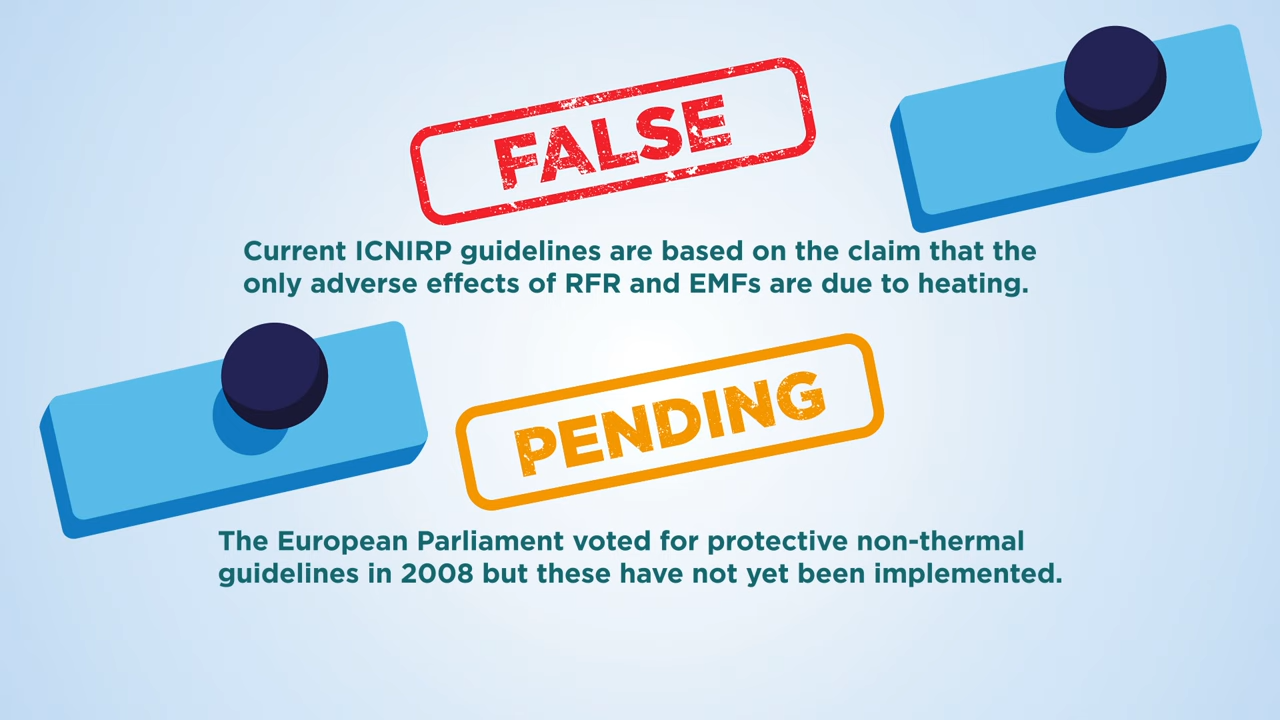 FALSE
Current ICNIRP guidelines are based on the claim that the
only adverse effects of RFR and EMFs are due to heating.
PENDING
The European Parliament voted for protective non-thermal
guidelines in 2008 but these have not yet been implemented.